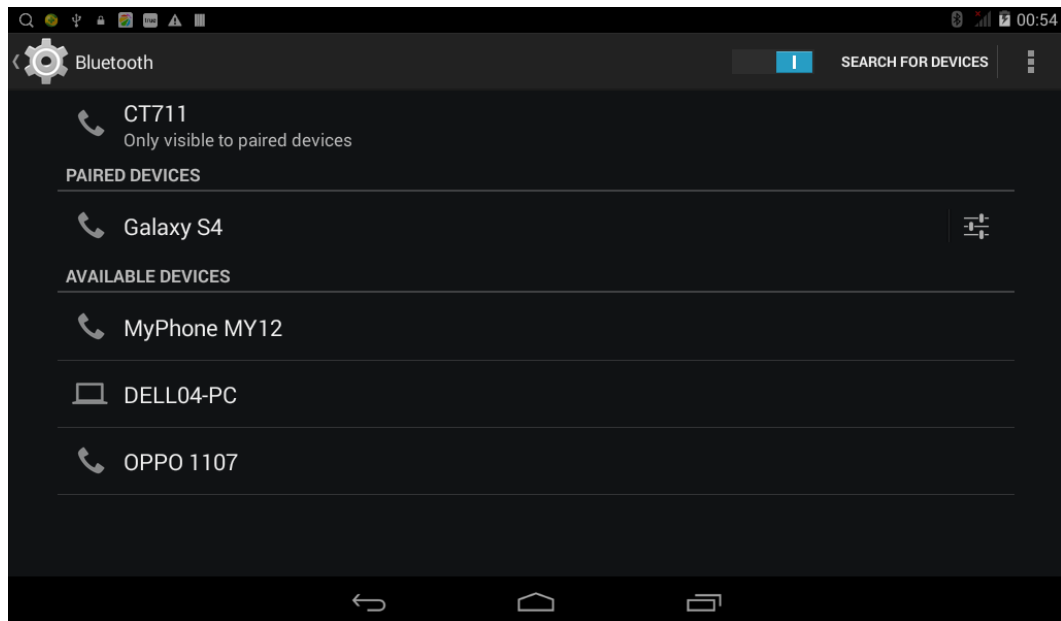 00:54
Bluetooth
SEARCH FOR DEVICES
CT711
Only visible to paired devices
PAIRED DEVICES
Galaxy S4
AVAILABLE DEVICES
MyPhone MY12
DELL04-PC
OPPO 1107